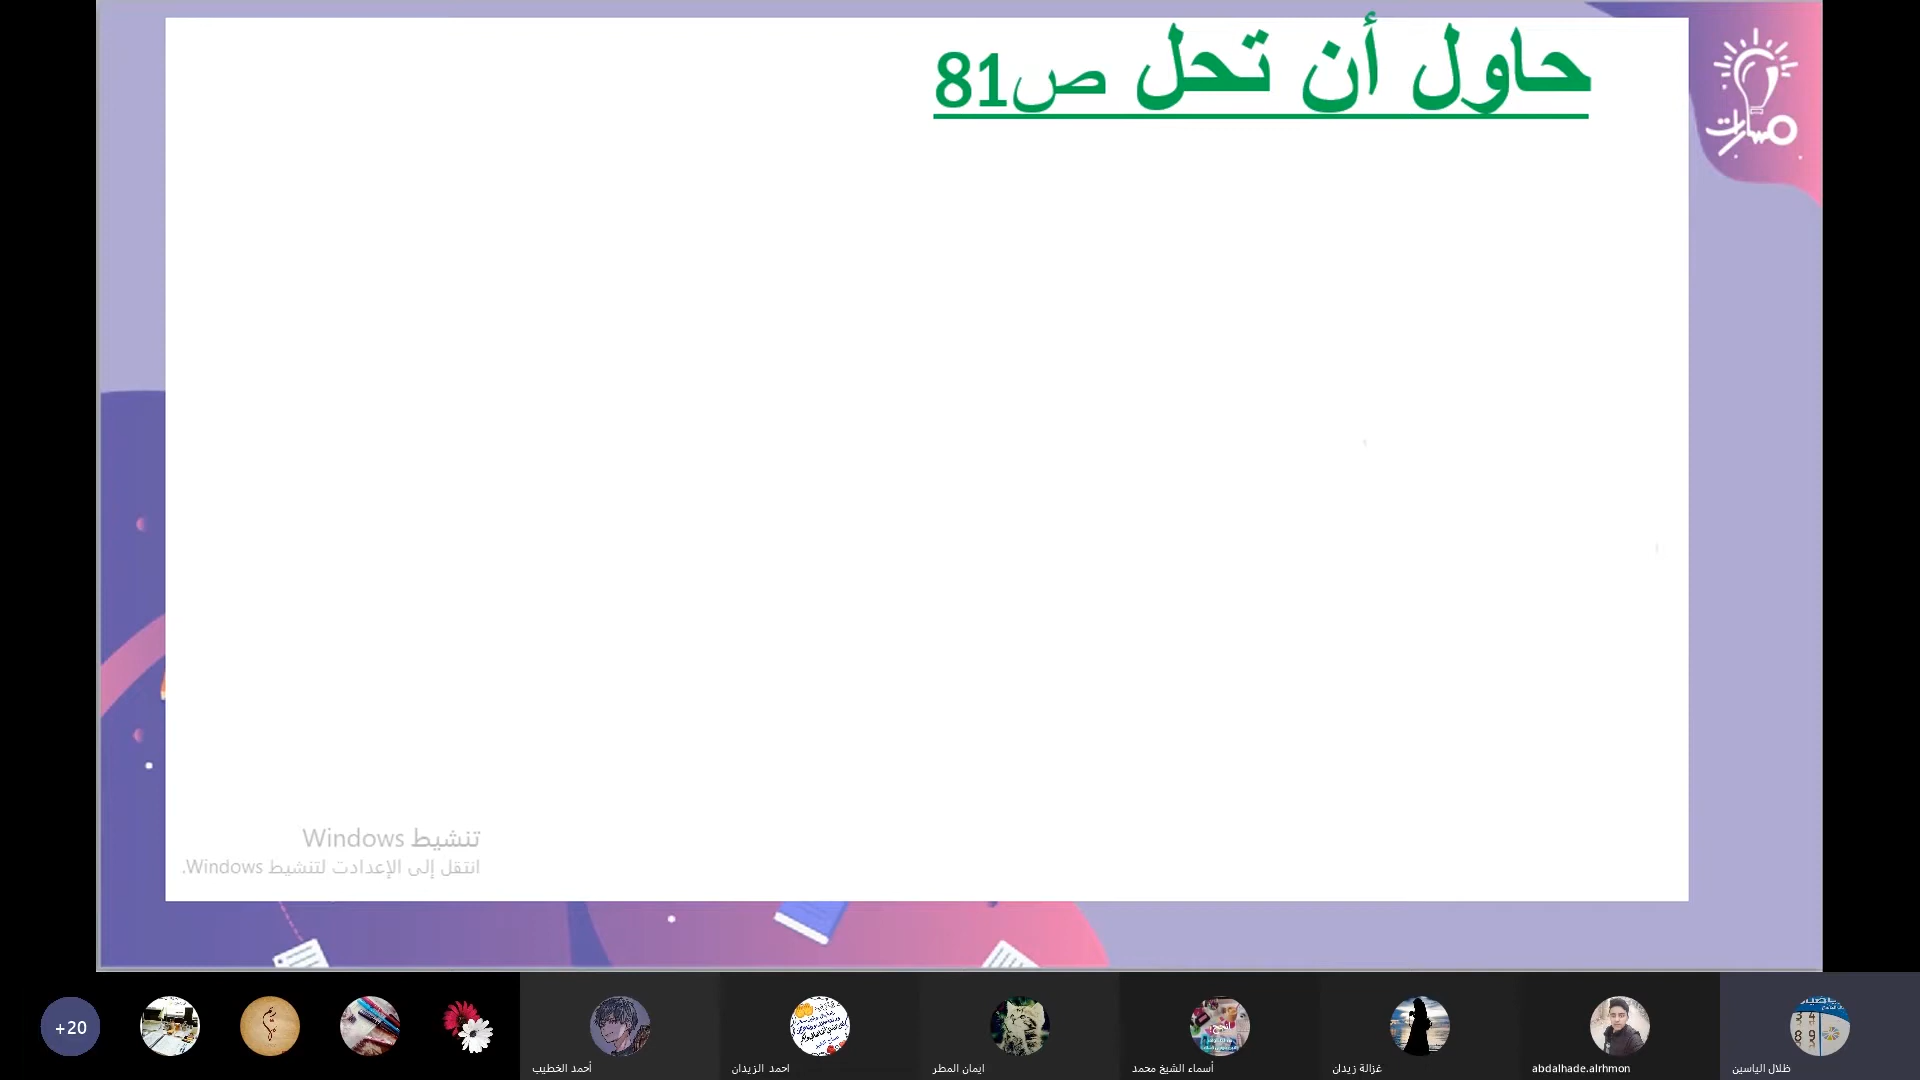 حاول أن تحل ص81
مسارات
تنشيط Windows
انتقل إلى الإعدادت لتنشيط Windows.
+20
أحمد الخطيب
احمد الزيدان
ايمان المطر
أسماء الشيخ محمد
غزالة زيدان
abdalhade.alrhmon
ظلال الياسين